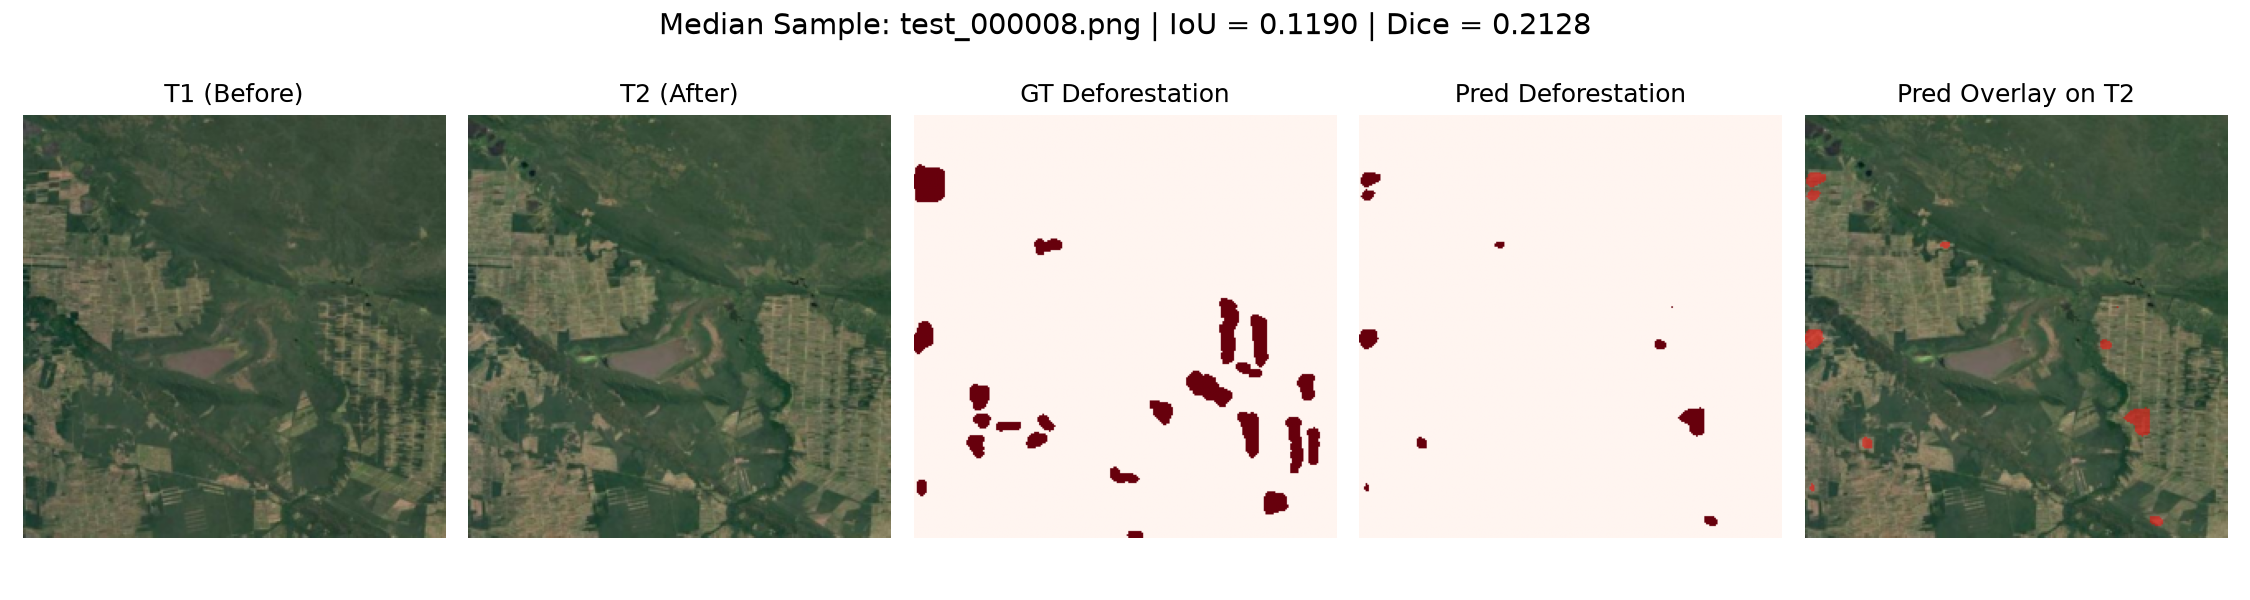 Median Sample: test_000008.png | IoU = 0.1190 | Dice = 0.2128
T1 (Before)
T2 (After)
GT Deforestation
Pred Deforestation
Pred Overlay on T2